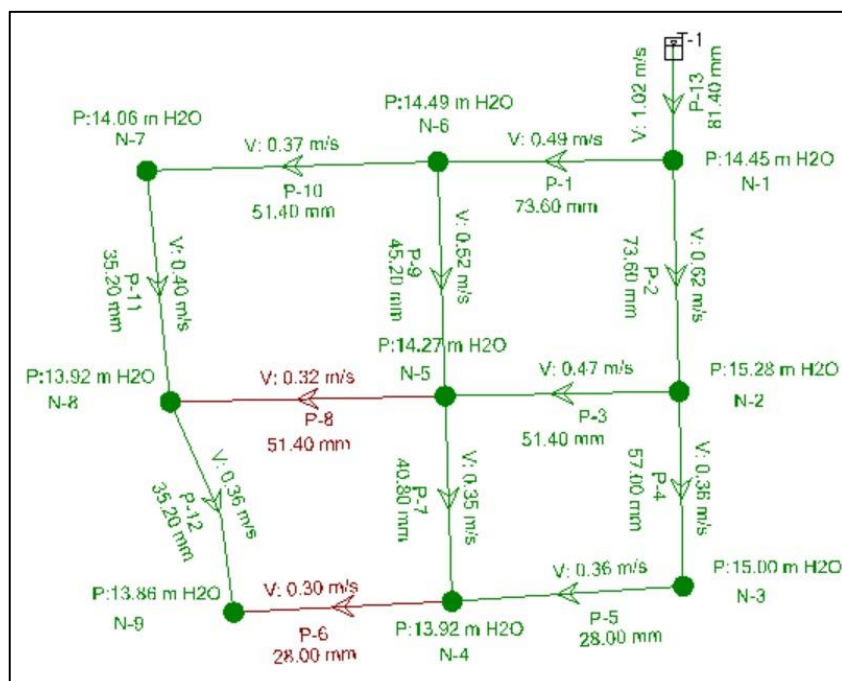 T-1
V: 1.02 m/s
P-13
81.40 mm
P:14.06 m H2O
N-7
V: 0.37 m/s
P-10
51.40 mm
P:14.49 m H2O
N-6
V: 0.49 m/s
P-1
73.60 mm
P:14.45 m H2O
N-1
V: 0.40 m/s
P-11
35.20 mm
V: 0.52 m/s
P-9
45.20 mm
V: 0.62 m/s
P-2
73.60 mm
P:13.92 m H2O
N-8
V: 0.32 m/s
P-8
51.40 mm
P:14.27 m H2O
N-5
V: 0.47 m/s
P-3
51.40 mm
P:15.28 m H2O
N-2
V: 0.36 m/s
P-12
35.20 mm
V: 0.35 m/s
P-7
40.80 mm
V: 0.36 m/s
P-4
57.00 mm
P:13.86 m H2O
N-9
V: 0.30 m/s
P-6
28.00 mm
P:13.92 m H2O
N-4
V: 0.36 m/s
P-5
28.00 mm
P:15.00 m H2O
N-3